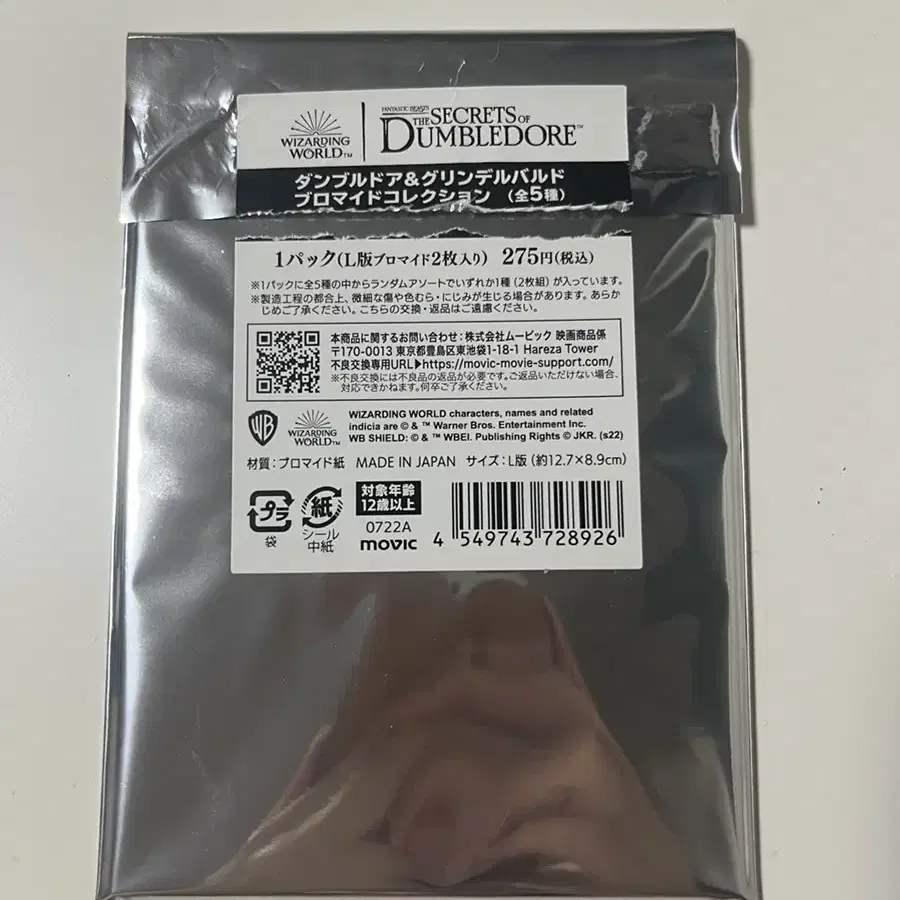 WIZARDING WORLD™
FANTASTIC BEASTS
THE SECRETS OF
DUMBLEDORE™
ダンブルドア&グリンデルバルド
ブロマイドコレクション (全5種)
1パック(L版ブロマイド2枚入り) 275円(税込)
※1パックに全5種の中からランダムアソートでいずれか1種(2枚組)が入っています。
※製造工程の都合上、微細な傷や色むら・にじみが生じる場合があります。あらか
じめご了承ください。こちらの交換・返品はご遠慮ください。
本商品に関するお問い合わせ:株式会社ムービック 映画商品係
〒170-0013 東京都豊島区東池袋1-18-1 Hareza Tower
不良交換専用URL▶https://movic-movie-support.com/
※不良交換には不良品の返品が必要です。ご返品いただけない場合、
対応できかねます。何卒ご了承ください。
WB
WIZARDING WORLD™
WIZARDING WORLD characters, names and related
indicia are © & ™ Warner Bros. Entertainment Inc.
WB SHIELD: © & ™ WBEI. Publishing Rights © JKR. (s22)
材質:ブロマイド紙 MADE IN JAPAN サイズ:L版(約12.7×8.9cm)
プラ
袋
紙
シール
中紙
対象年齢
12歳以上
0722A
movic
4 549743 728926